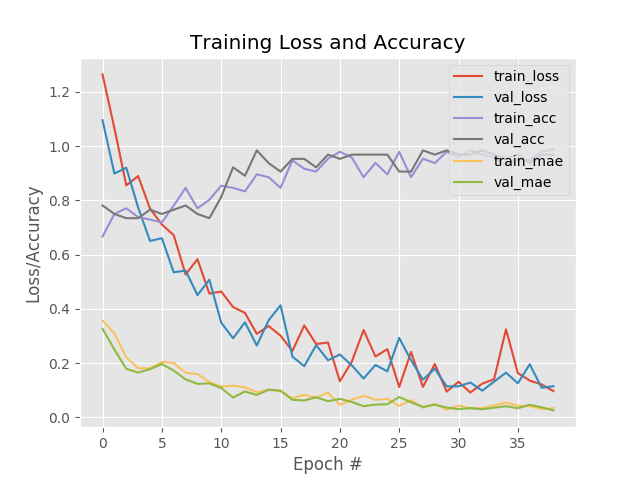 Training Loss and Accuracy
train_loss
val_loss
train_acc
val_acc
train_mae
val_mae
1.2
1.0
0.8
0.6
0.4
0.2
0.0
Loss/Accuracy
0 5 10 15 20 25 30 35
Epoch #